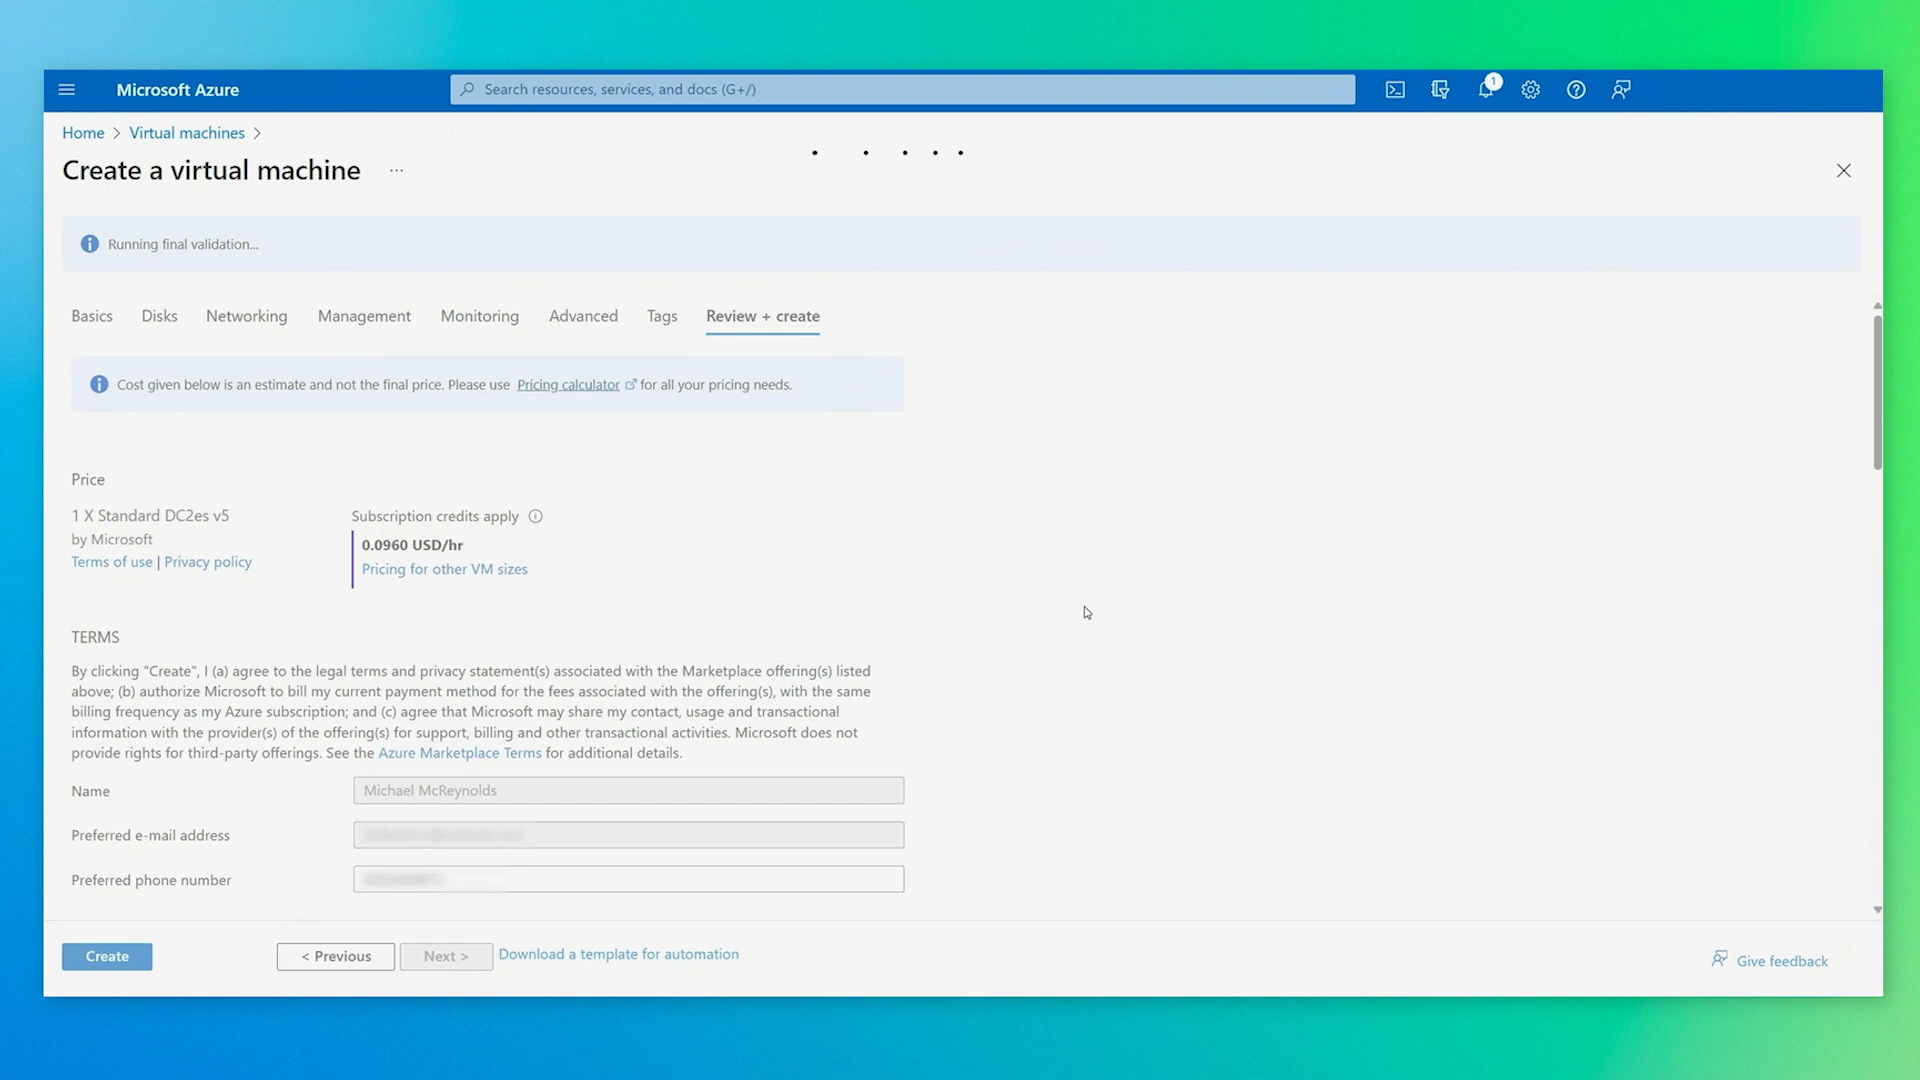 Microsoft Azure
Search resources, services, and docs (G+/)
1
Home > Virtual machines >
Create a virtual machine ...
Running final validation...
Basics Disks Networking Management Monitoring Advanced Tags Review + create
Cost given below is an estimate and not the final price. Please use Pricing calculator for all your pricing needs.
Price
1 X Standard DC2es v5
by Microsoft
Terms of use | Privacy policy
Subscription credits apply
0.0960 USD/hr
Pricing for other VM sizes
TERMS
By clicking "Create", I (a) agree to the legal terms and privacy statement(s) associated with the Marketplace offering(s) listed
above; (b) authorize Microsoft to bill my current payment method for the fees associated with the offering(s), with the same
billing frequency as my Azure subscription; and (c) agree that Microsoft may share my contact, usage and transactional
information with the provider(s) of the offering(s) for support, billing and other transactional activities. Microsoft does not
provide rights for third-party offerings. See the Azure Marketplace Terms for additional details.
Name Michael McReynolds
Preferred e-mail address
Preferred phone number
Create < Previous Next > Download a template for automation Give feedback